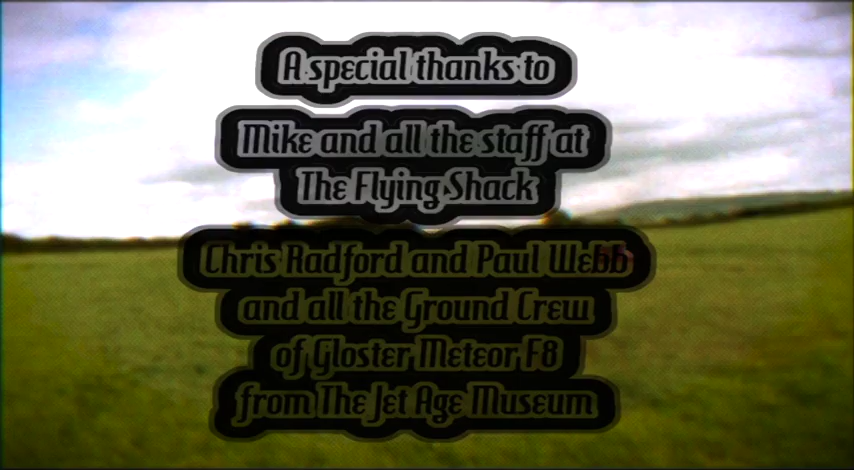 A special thanks to
Mike and all the staff at
The Flying Shack
Chris Radford and Paul Webb
and all the Ground Crew
of Gloster Meteor F8
from The Jet Age Museum